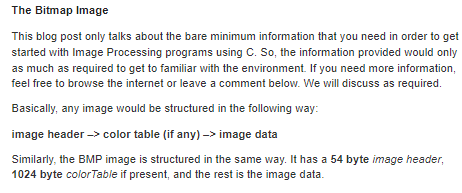 The Bitmap Image
This blog post only talks about the bare minimum information that you need in order to get
started with Image Processing programs using C. So, the information provided would only
as much as required to get to familiar with the environment. If you need more information,
feel free to browse the internet or leave a comment below. We will discuss as required.
Basically, any image would be structured in the following way:
image header –> color table (if any) –> image data
Similarly, the BMP image is structured in the same way. It has a 54 byte image header,
1024 byte colorTable if present, and the rest is the image data.